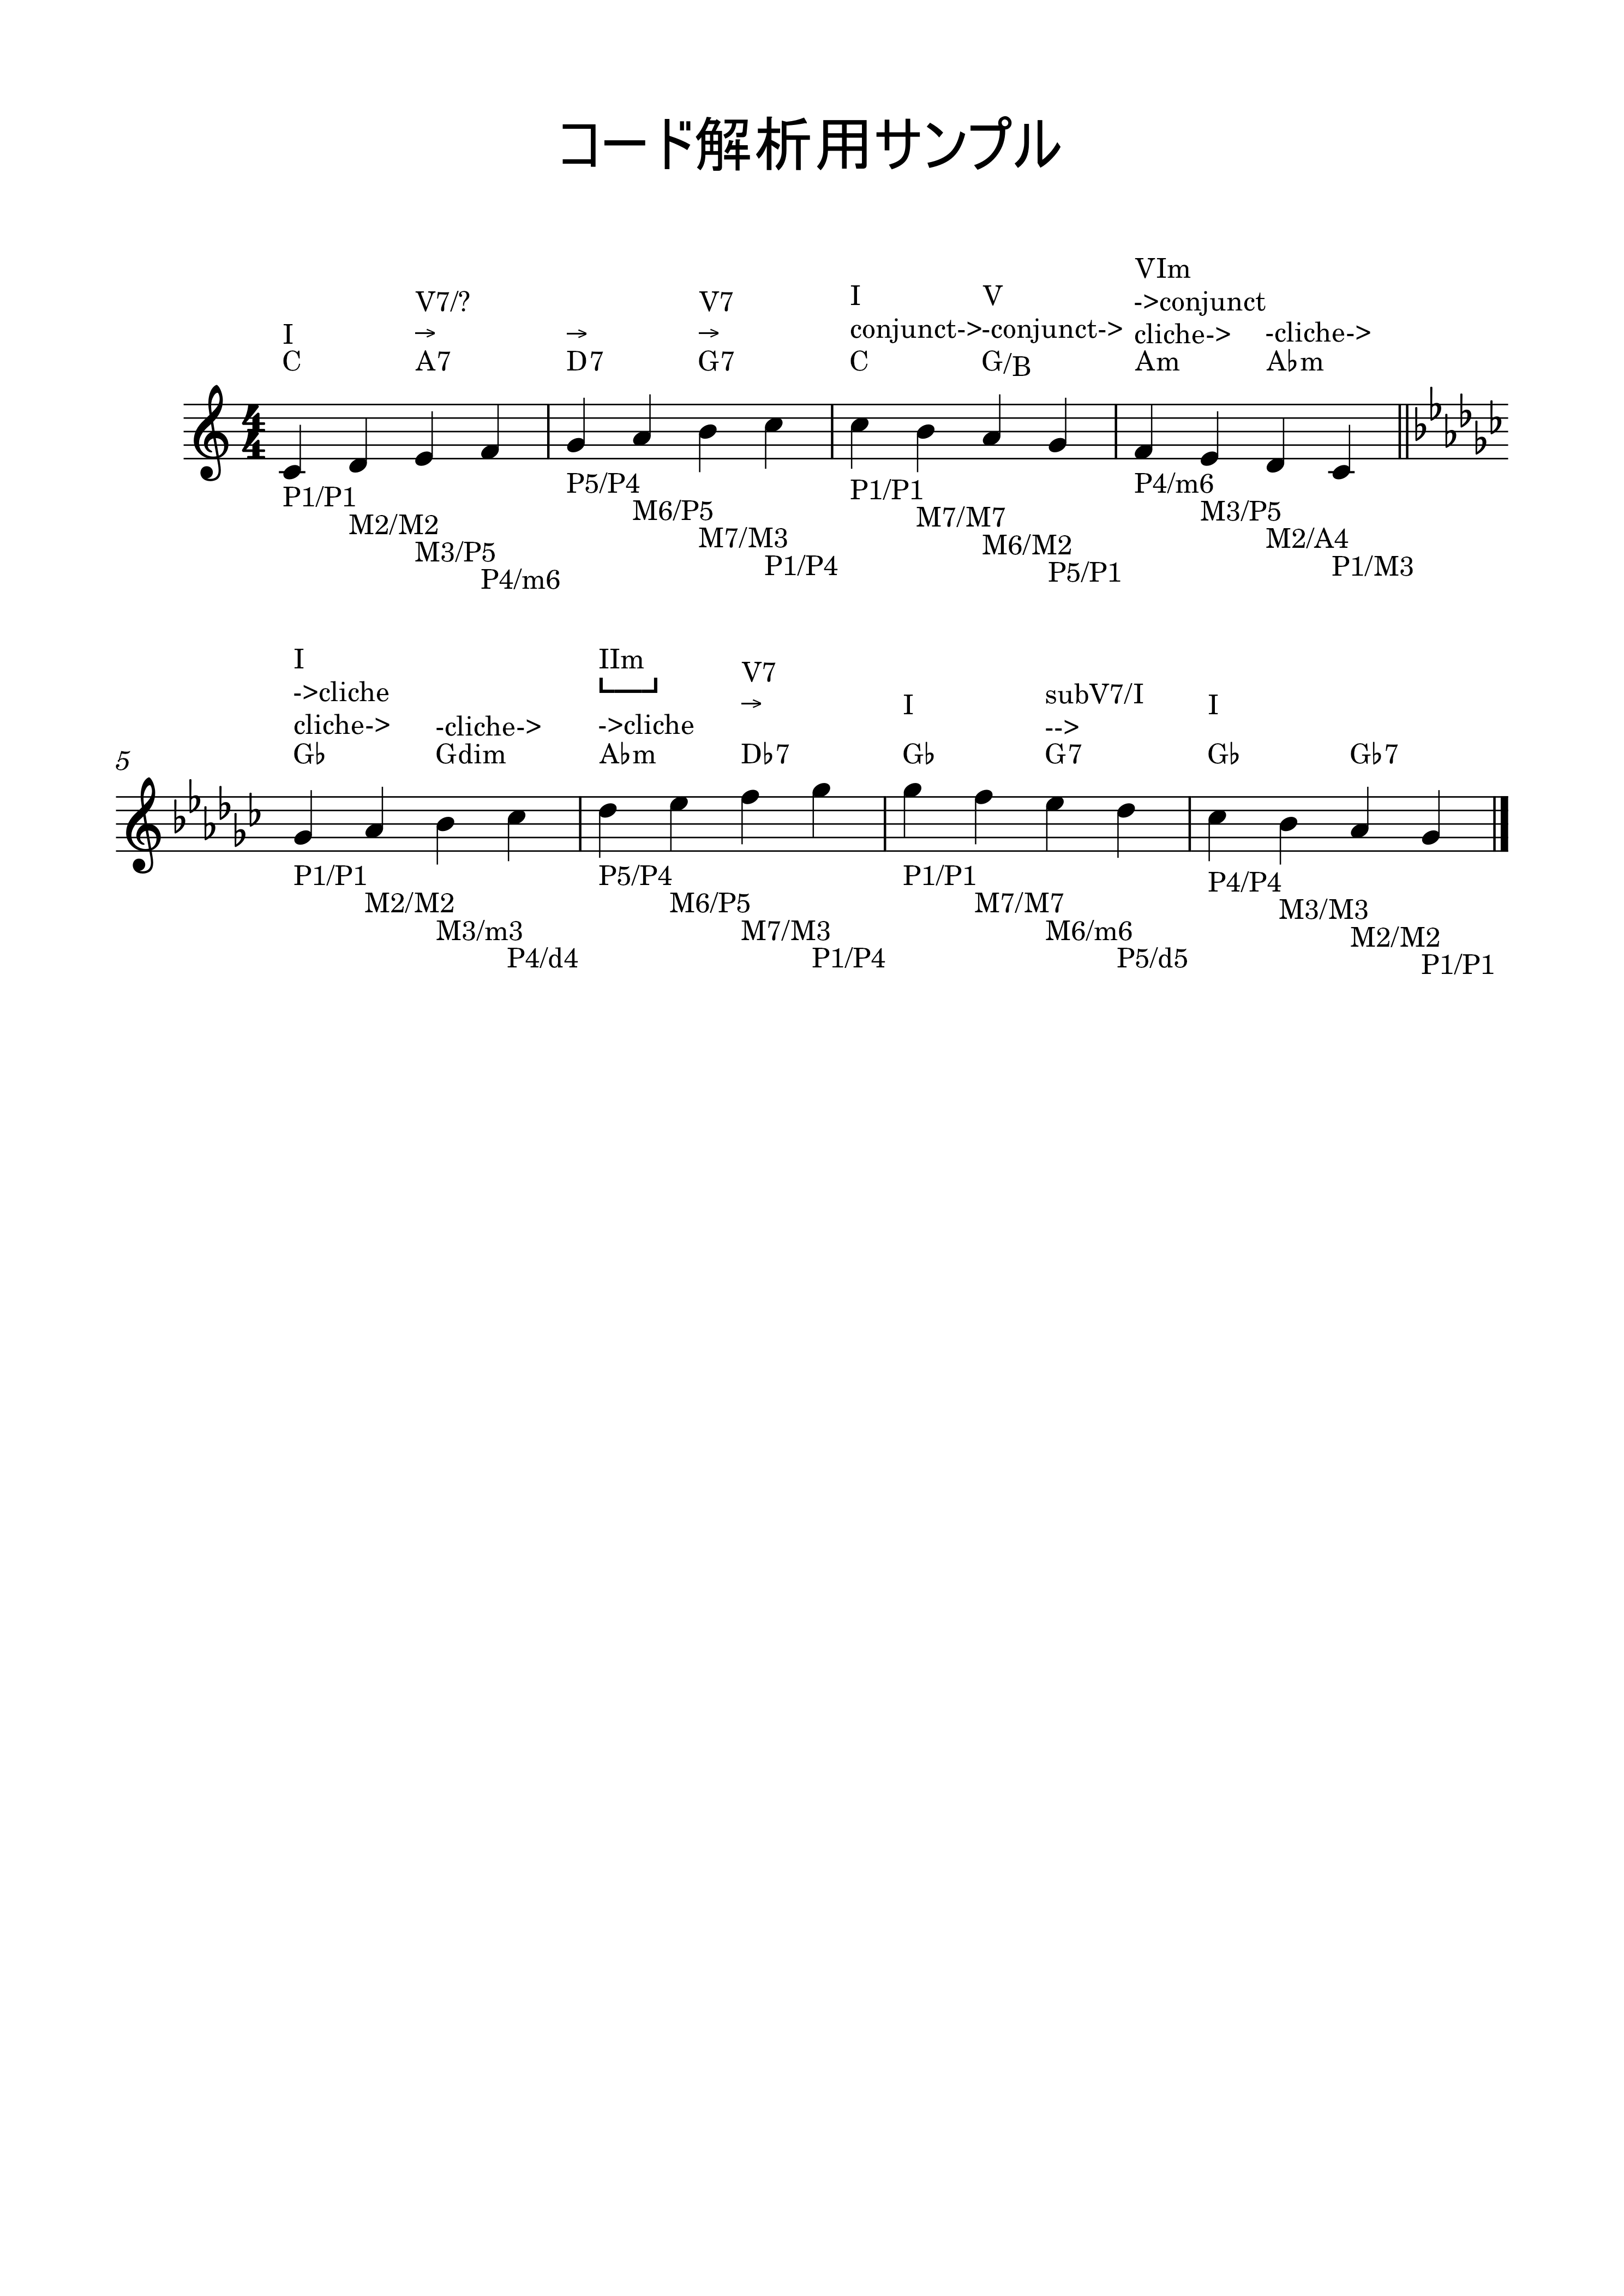 コード解析用サンプル
VIm
V7/? V7 I V ->conjunct
I → → → conjunct-> -conjunct-> cliche-> -cliche->
C A7 D7 G7 C G/B Am A♭m
4
4
P1/P1 P5/P4 P1/P1 P4/m6
M2/M2 M6/P5 M7/M7 M3/P5
M3/P5 M7/M3 M6/M2 M2/A4
P4/m6 P1/P4 P5/P1 P1/M3
I IIm V7
->cliche → I subV7/I I
cliche-> -cliche-> ->cliche -->
5 G♭ Gdim A♭m D♭7 G♭ G7 G♭ G♭7
P1/P1 P5/P4 P1/P1 P4/P4
M2/M2 M6/P5 M7/M7 M3/M3
M3/m3 M7/M3 M6/m6 M2/M2
P4/d4 P1/P4 P5/d5 P1/P1